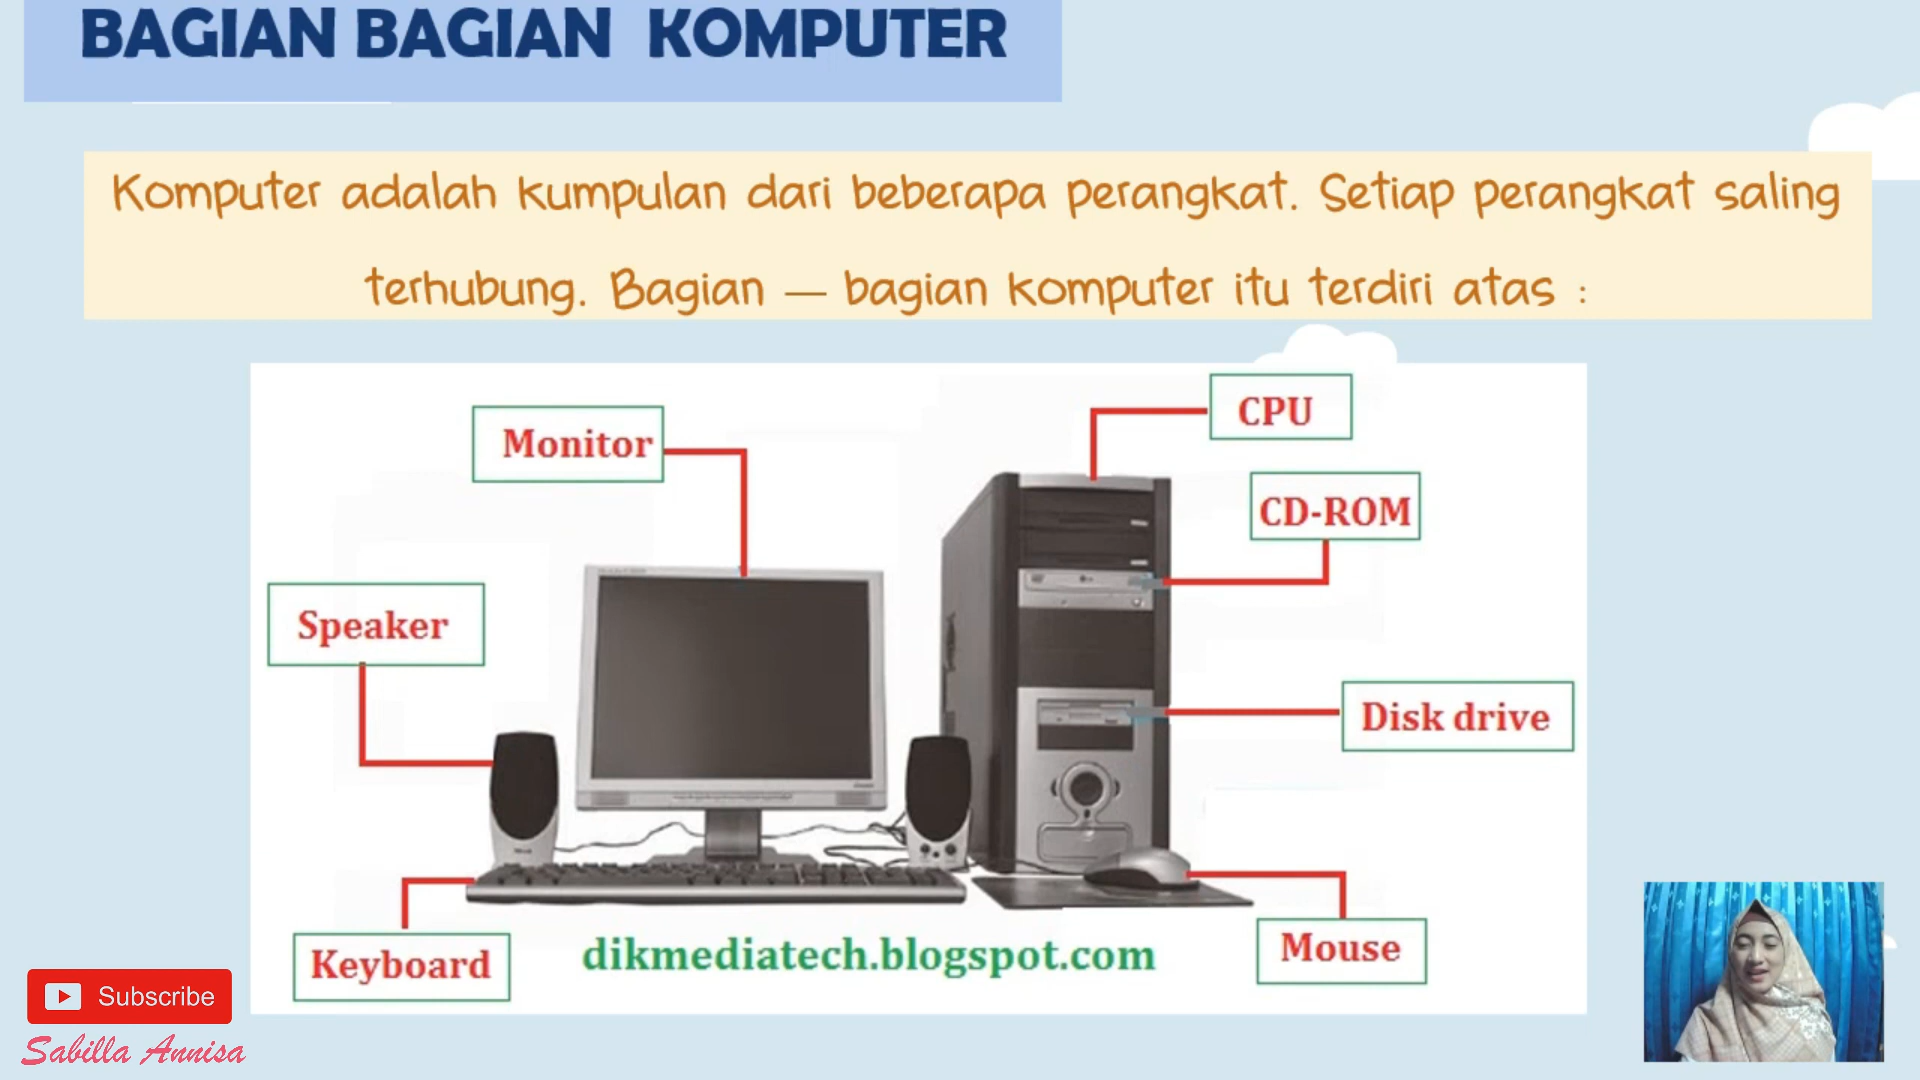 BAGIAN BAGIAN KOMPUTER
Komputer adalah kumpulan dari beberapa perangkat. Setiap perangkat saling
terhubung. Bagian – bagian komputer itu terdiri atas :
CPU
Monitor
CD-ROM
Speaker
Disk drive
Keyboard
dikmediatech.blogspot.com
Mouse
Subscribe
Sabilla Annisa